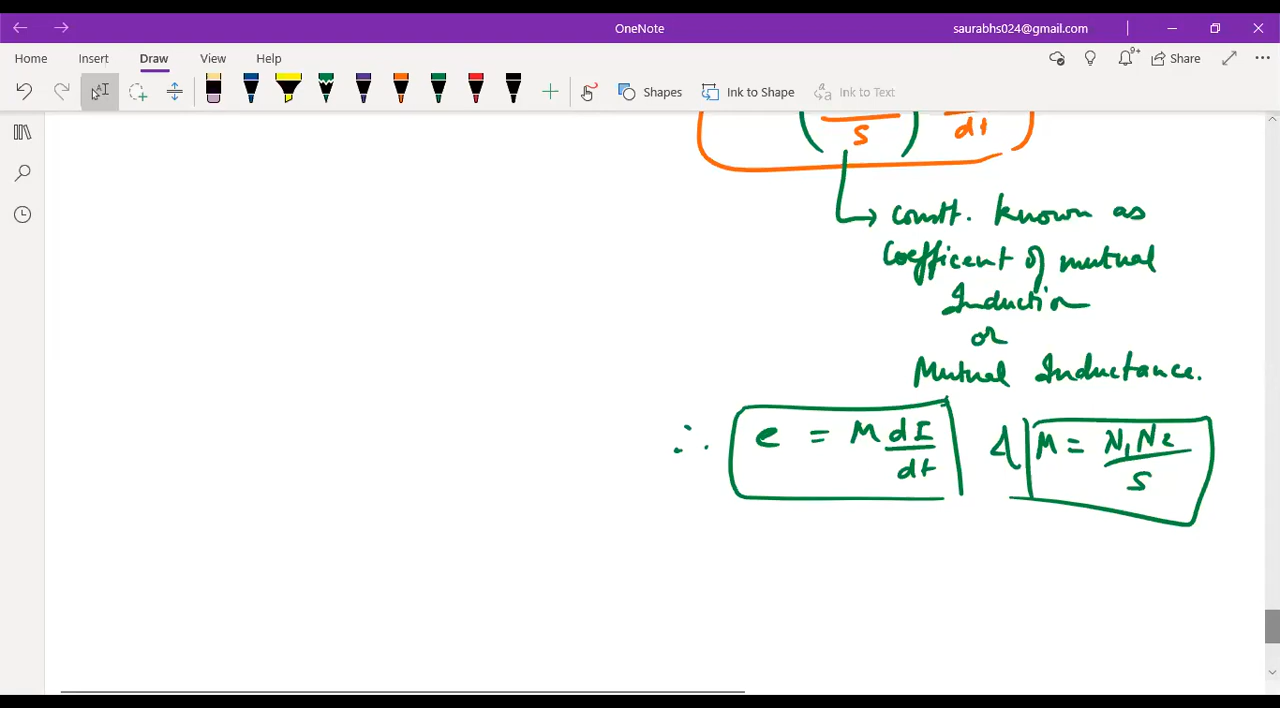 OneNote
saurabhs024@gmail.com
Home Insert Draw View Help
Share
Shapes
Ink to Shape
Ink to Text
S dt
constt. known as
Coefficent of mutual
Induction
or
Mutual Inductance.
∴ e = M dI/dt & M = N1N2/S